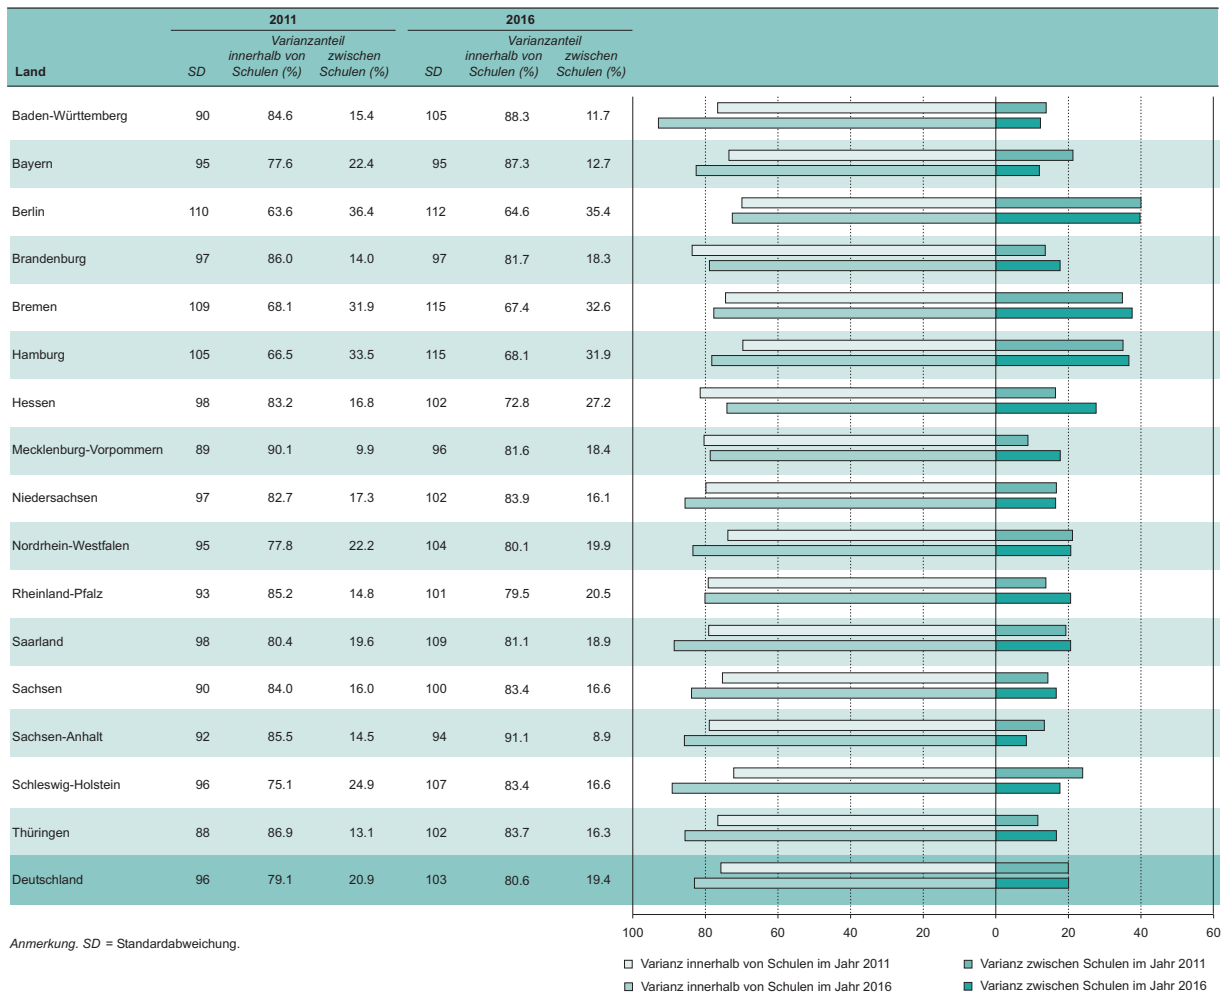 2011 2016
Varianzanteil Varianzanteil
innerhalb von zwischen innerhalb von zwischen
Land SD Schulen (%) Schulen (%) SD Schulen (%) Schulen (%)
Baden-Württemberg 90 84.6 15.4 105 88.3 11.7
Bayern 95 77.6 22.4 95 87.3 12.7
Berlin 110 63.6 36.4 112 64.6 35.4
Brandenburg 97 86.0 14.0 97 81.7 18.3
Bremen 109 68.1 31.9 115 67.4 32.6
Hamburg 105 66.5 33.5 115 68.1 31.9
Hessen 98 83.2 16.8 102 72.8 27.2
Mecklenburg-Vorpommern 89 90.1 9.9 96 81.6 18.4
Niedersachsen 97 82.7 17.3 102 83.9 16.1
Nordrhein-Westfalen 95 77.8 22.2 104 80.1 19.9
Rheinland-Pfalz 93 85.2 14.8 101 79.5 20.5
Saarland 98 80.4 19.6 109 81.1 18.9
Sachsen 90 84.0 16.0 100 83.4 16.6
Sachsen-Anhalt 92 85.5 14.5 94 91.1 8.9
Schleswig-Holstein 96 75.1 24.9 107 83.4 16.6
Thüringen 88 86.9 13.1 102 83.7 16.3
Deutschland 96 79.1 20.9 103 80.6 19.4
100 80 60 40 20 0 20 40 60
Anmerkung. SD = Standardabweichung.
Varianz innerhalb von Schulen im Jahr 2011 Varianz zwischen Schulen im Jahr 2011
Varianz innerhalb von Schulen im Jahr 2016 Varianz zwischen Schulen im Jahr 2016